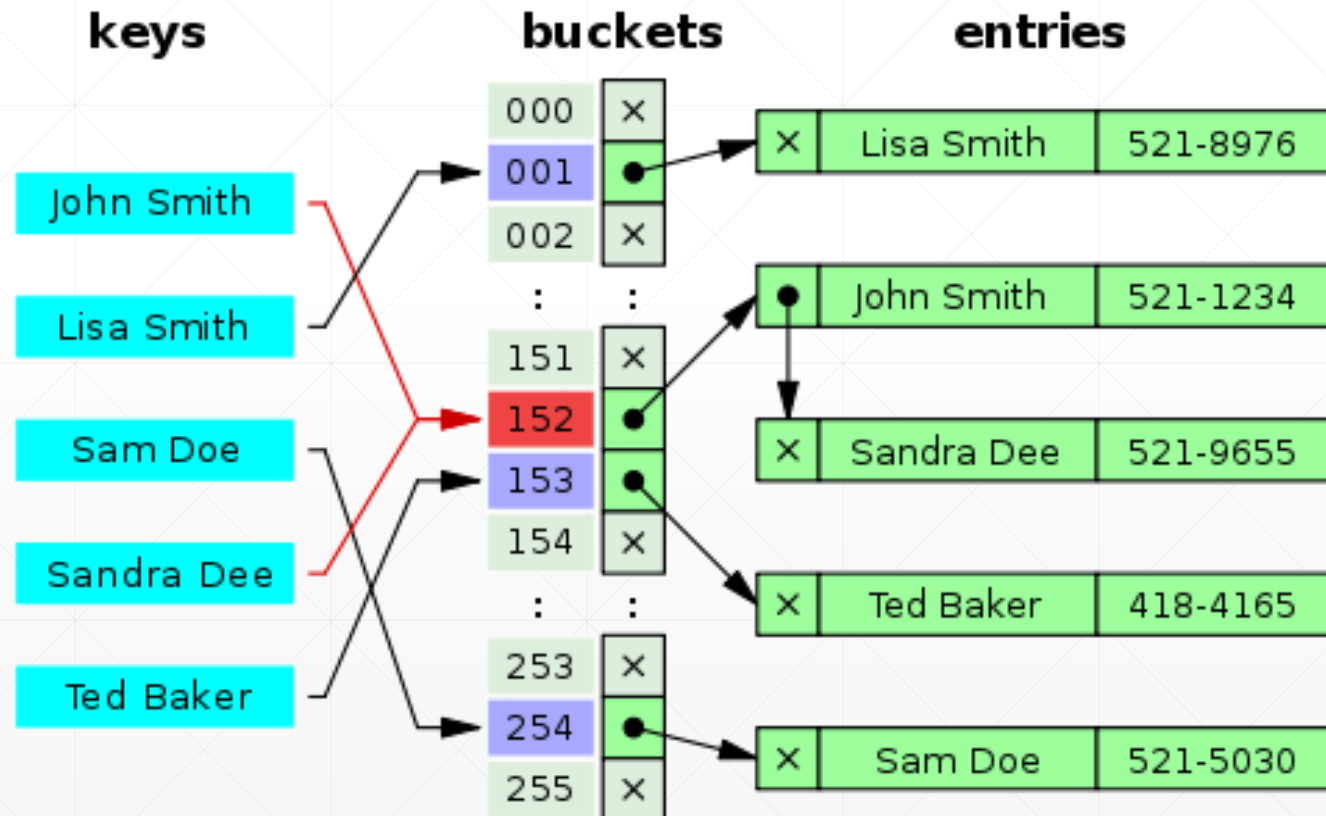 keys buckets entries
000 ×
001 × Lisa Smith 521-8976
John Smith
002 ×
: : × John Smith 521-1234
Lisa Smith
151 ×
152
Sam Doe × Sandra Dee 521-9655
153
154 ×
Sandra Dee
: : × Ted Baker 418-4165
253 ×
Ted Baker
254
× Sam Doe 521-5030
255 ×